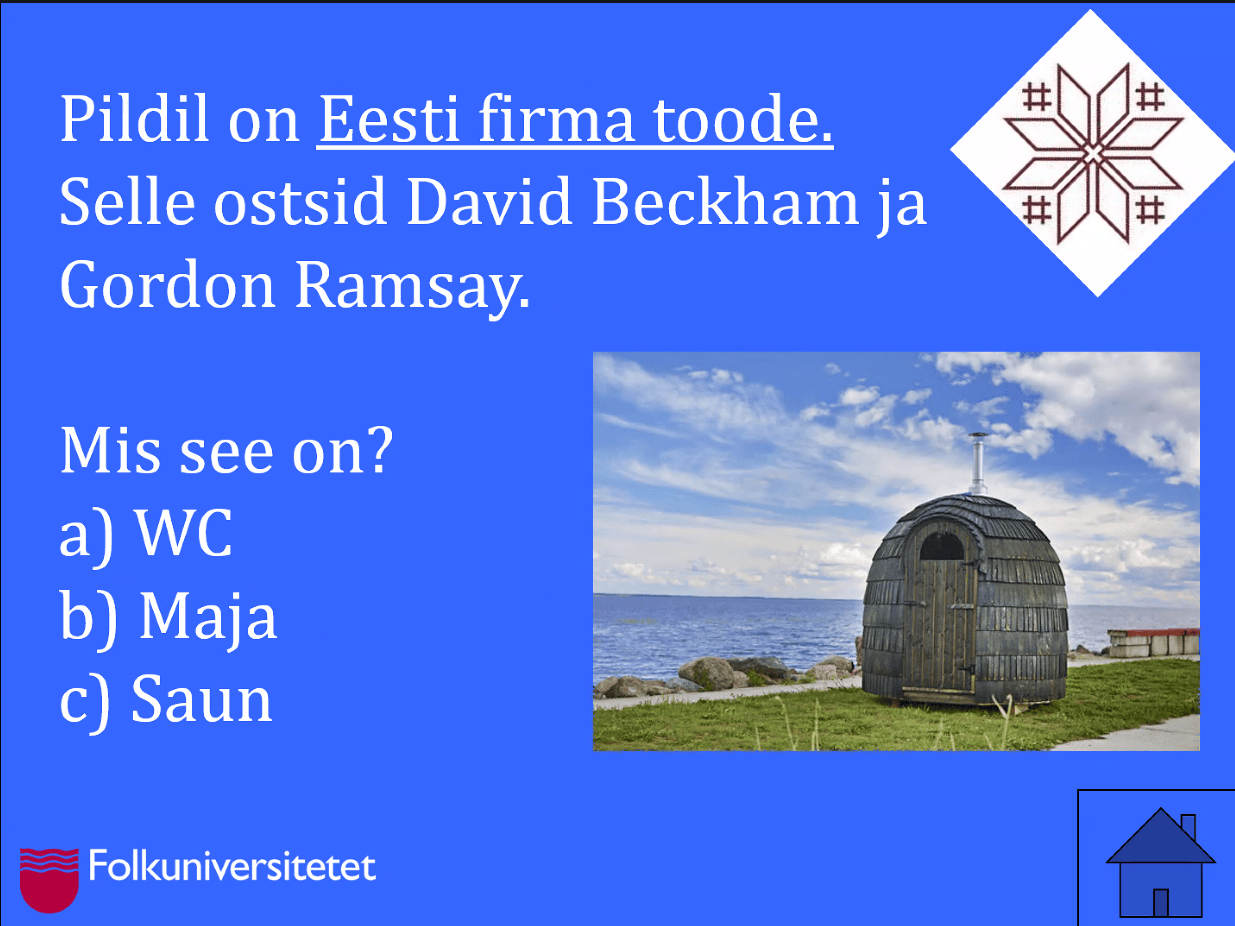 Pildil on Eesti firma toode.
Selle ostsid David Beckham ja
Gordon Ramsay.
Mis see on?
a) WC
b) Maja
c) Saun
Folkuniversitetet